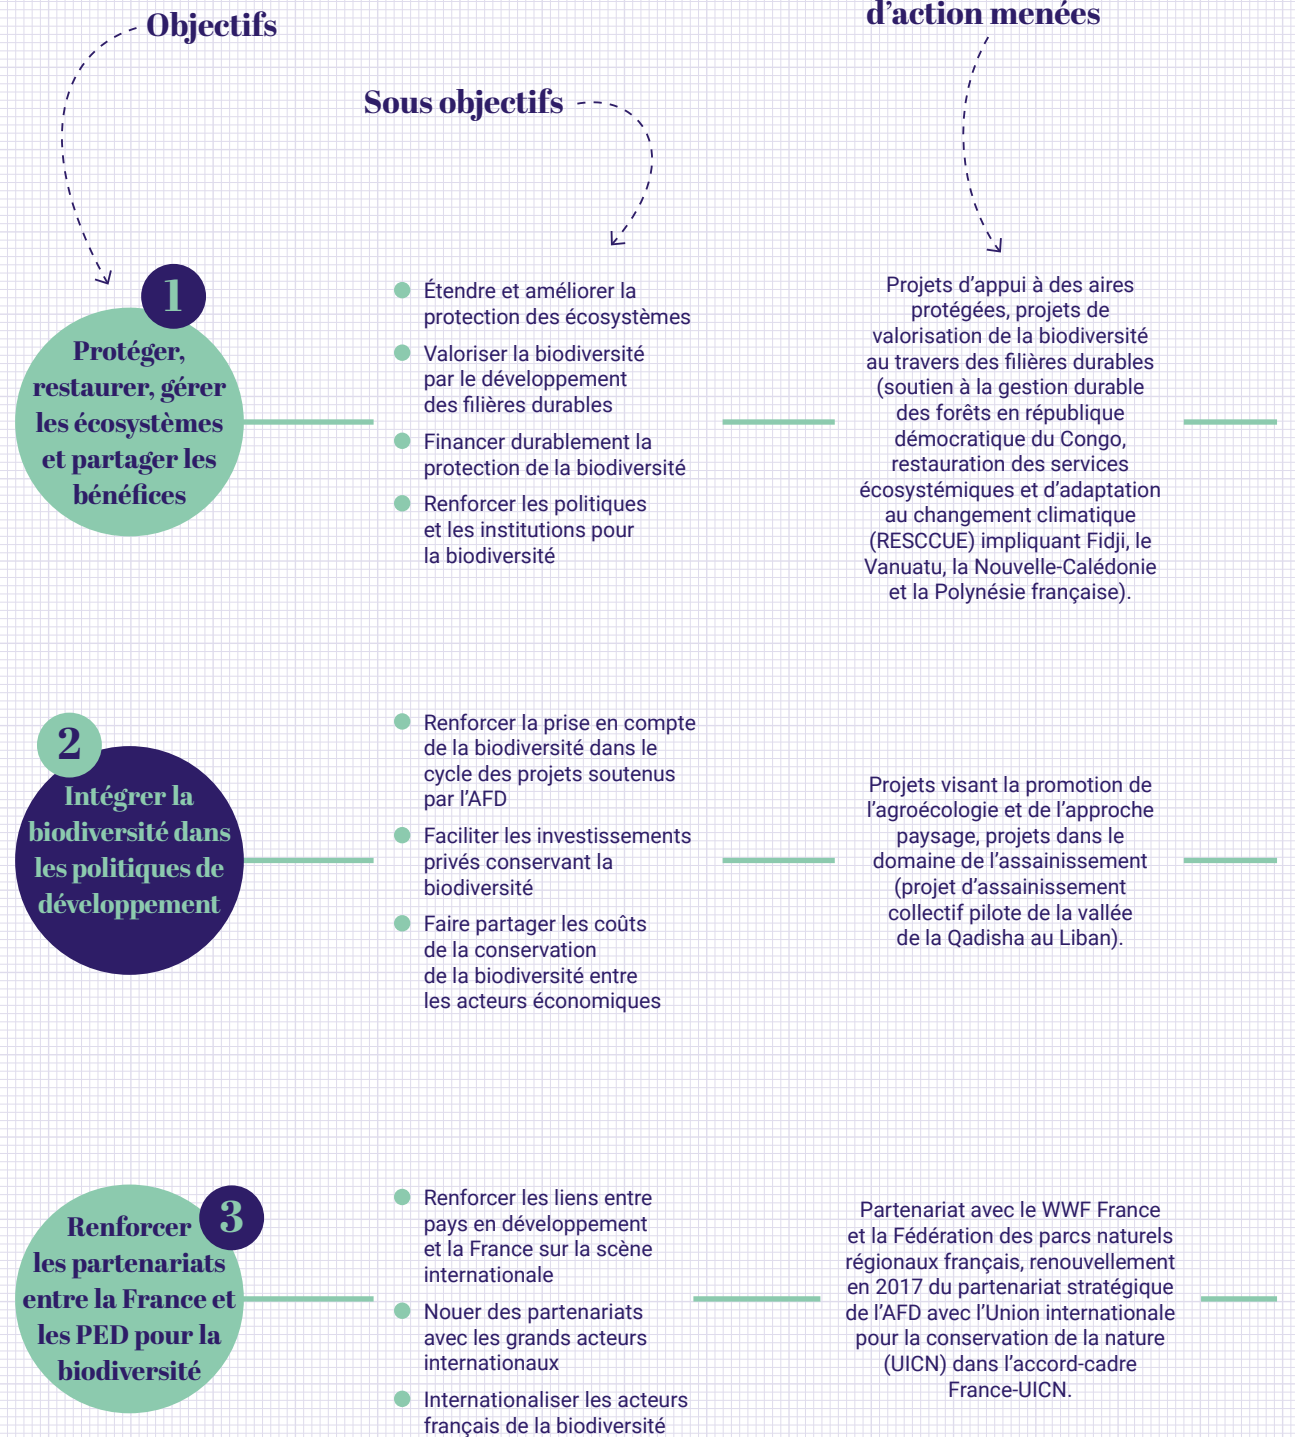 Objectifs
d’action menées
Sous objectifs
1
Protéger,
restaurer, gérer
les écosystèmes
et partager les
bénéfices
Étendre et améliorer la
protection des écosystèmes
Valoriser la biodiversité
par le développement
des filières durables
Financer durablement la
protection de la biodiversité
Renforcer les politiques
et les institutions pour
la biodiversité
Projets d’appui à des aires
protégées, projets de
valorisation de la biodiversité
au travers des filières durables
(soutien à la gestion durable
des forêts en république
démocratique du Congo,
restauration des services
écosystémiques et d’adaptation
au changement climatique
(RESCCUE) impliquant Fidji, le
Vanuatu, la Nouvelle-Calédonie
et la Polynésie française).
2
Intégrer la
biodiversité dans
les politiques de
développement
Renforcer la prise en compte
de la biodiversité dans le
cycle des projets soutenus
par l’AFD
Faciliter les investissements
privés conservant la
biodiversité
Faire partager les coûts
de la conservation
de la biodiversité entre
les acteurs économiques
Projets visant la promotion de
l’agroécologie et de l’approche
paysage, projets dans le
domaine de l’assainissement
(projet d’assainissement
collectif pilote de la vallée
de la Qadisha au Liban).
3
Renforcer
les partenariats
entre la France et
les PED pour la
biodiversité
Renforcer les liens entre
pays en développement
et la France sur la scène
internationale
Nouer des partenariats
avec les grands acteurs
internationaux
Internationaliser les acteurs
français de la biodiversité
Partenariat avec le WWF France
et la Fédération des parcs naturels
régionaux français, renouvellement
en 2017 du partenariat stratégique
de l’AFD avec l’Union internationale
pour la conservation de la nature
(UICN) dans l’accord-cadre
France-UICN.